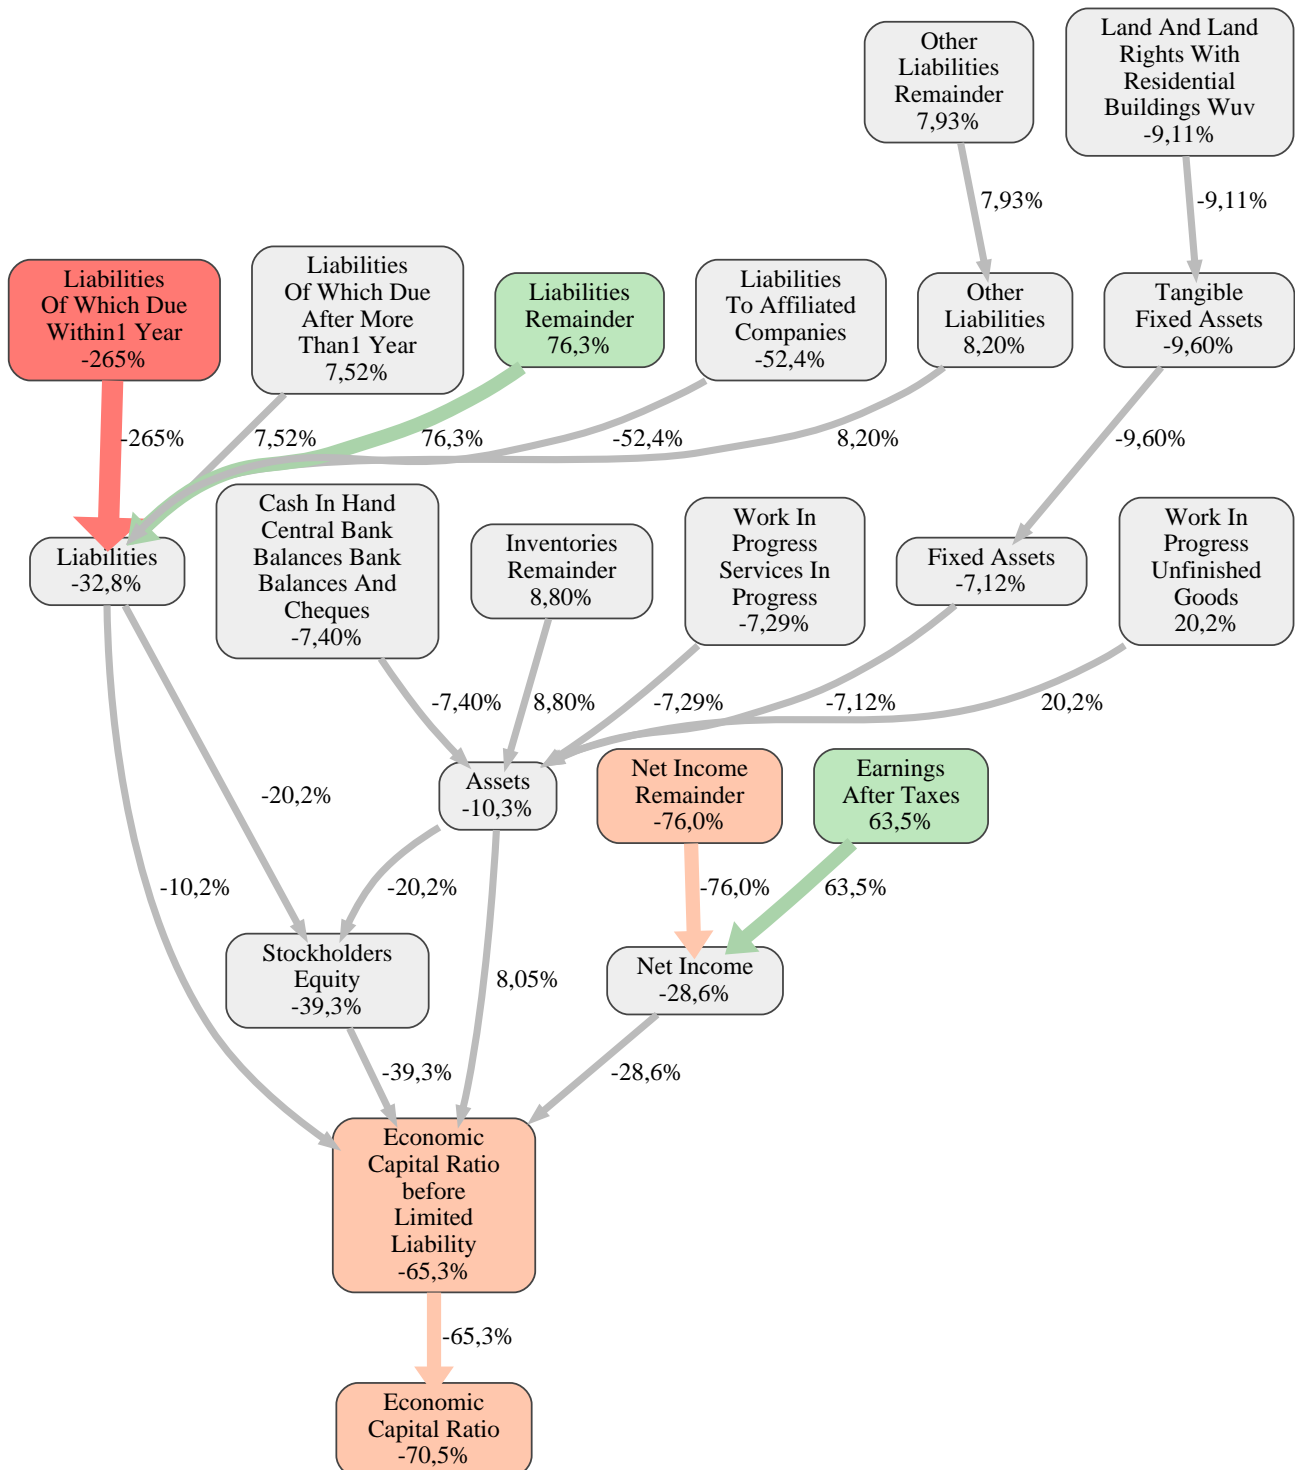 Other
Liabilities
Remainder
7,93%
Land And Land
Rights With
Residential
Buildings Wuv
-9,11%
7,93%
-9,11%
Liabilities
Of Which Due
Within1 Year
-265%
Liabilities
Of Which Due
After More
Than1 Year
7,52%
Liabilities
Remainder
76,3%
Liabilities
To Affiliated
Companies
-52,4%
Other
Liabilities
8,20%
Tangible
Fixed Assets
-9,60%
-265%
7,52%
76,3%
-52,4%
8,20%
-9,60%
Liabilities
-32,8%
Cash In Hand
Central Bank
Balances Bank
Balances And
Cheques
-7,40%
Inventories
Remainder
8,80%
Work In
Progress
Services In
Progress
-7,29%
Fixed Assets
-7,12%
Work In
Progress
Unfinished
Goods
20,2%
-7,40%
8,80%
-7,29%
-7,12%
20,2%
-20,2%
Assets
-10,3%
Net Income
Remainder
-76,0%
Earnings
After Taxes
63,5%
-10,2%
-20,2%
-76,0%
63,5%
Stockholders
Equity
-39,3%
8,05%
Net Income
-28,6%
-39,3%
-28,6%
Economic
Capital Ratio
before
Limited
Liability
-65,3%
-65,3%
Economic
Capital Ratio
-70,5%